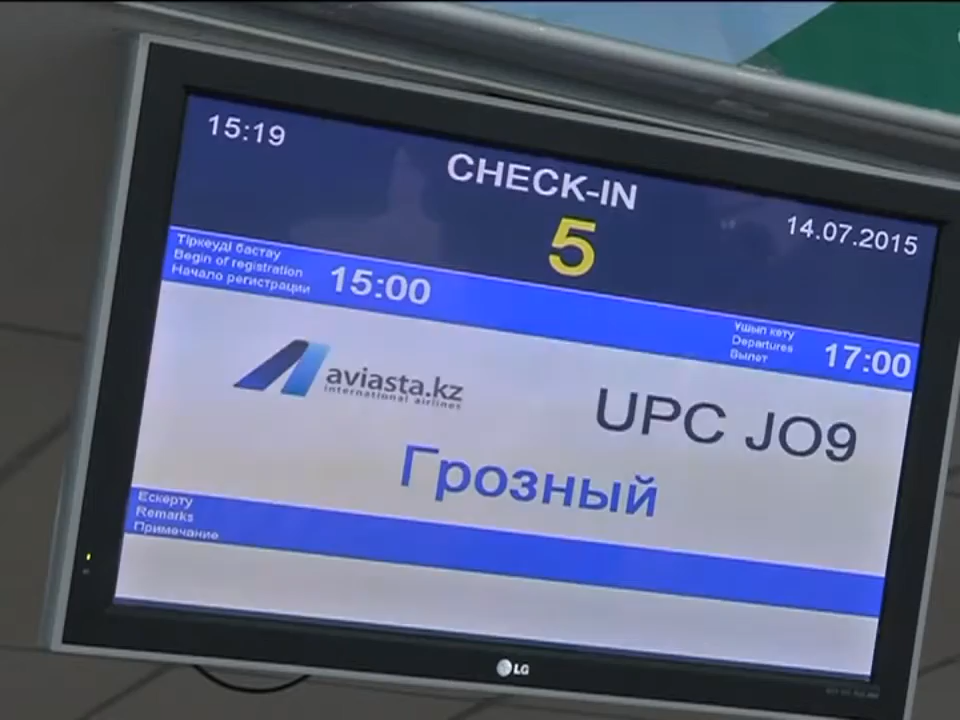 15:19
CHECK-IN
14.07.2015
5
Тіркеуді бастау
Begin of registration
Начало регистрации
15:00
Ұшып кету
Departures
Вылет
17:00
aviasta.kz
international airlines
UPC JO9
Грозный
Ескерту
Remarks
Примечание
LG